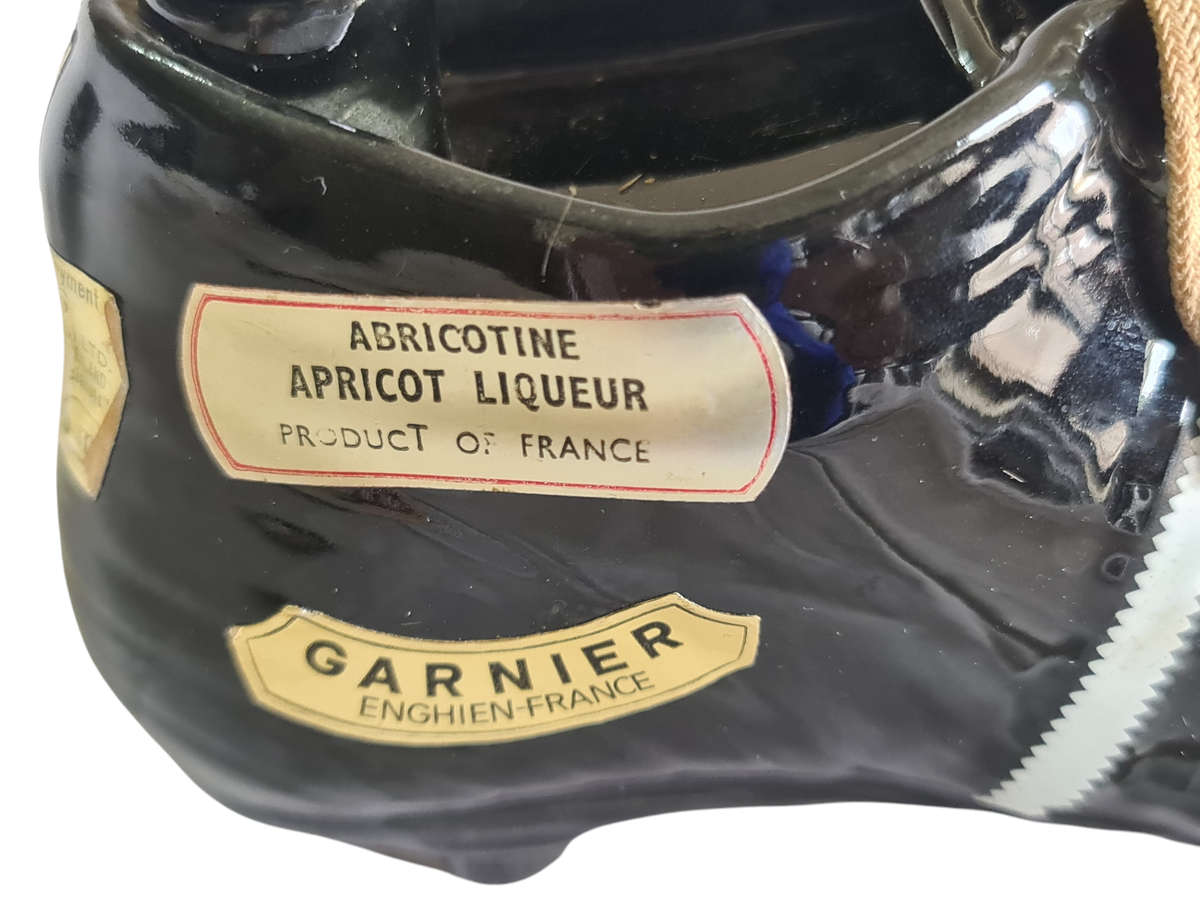 ABRICOTINE
APRICOT LIQUEUR
PRODUCT OF FRANCE
GARNIER
ENGHIEN-FRANCE